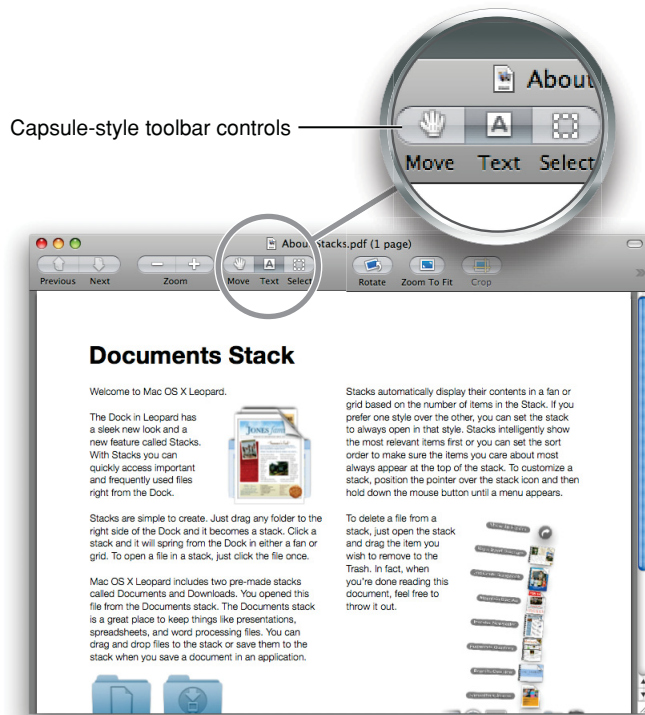 About
Capsule-style toolbar controls
Move Text Select
About Stacks.pdf (1 page)
Previous Next Zoom Move Text Select Rotate Zoom To Fit Crop
Documents Stack
Welcome to Mac OS X Leopard.
The Dock in Leopard has
a sleek new look and a
new feature called Stacks.
With Stacks you can
quickly access important
and frequently used files
right from the Dock.
JONES
Stacks are simple to create. Just drag any folder to the
right side of the Dock and it becomes a stack. Click a
stack and it will spring from the Dock in either a fan or
grid. To open a file in a stack, just click the file once.
Mac OS X Leopard includes two pre-made stacks
called Documents and Downloads. You opened this
file from the Documents stack. The Documents stack
is a great place to keep things like presentations,
spreadsheets, and word processing files. You can
drag and drop files to the stack or save them to the
stack when you save a document in an application.
Stacks automatically display their contents in a fan or
grid based on the number of items in the Stack. If you
prefer one style over the other, you can set the stack
to always open in that style. Stacks intelligently show
the most relevant items first or you can set the sort
order to make sure the items you care about most
always appear at the top of the stack. To customize a
stack, position the pointer over the stack icon and then
hold down the mouse button until a menu appears.
To delete a file from a
stack, just open the stack
and drag the item you
wish to remove to the
Trash. In fact, when
you're done reading this
document, feel free to
throw it out.